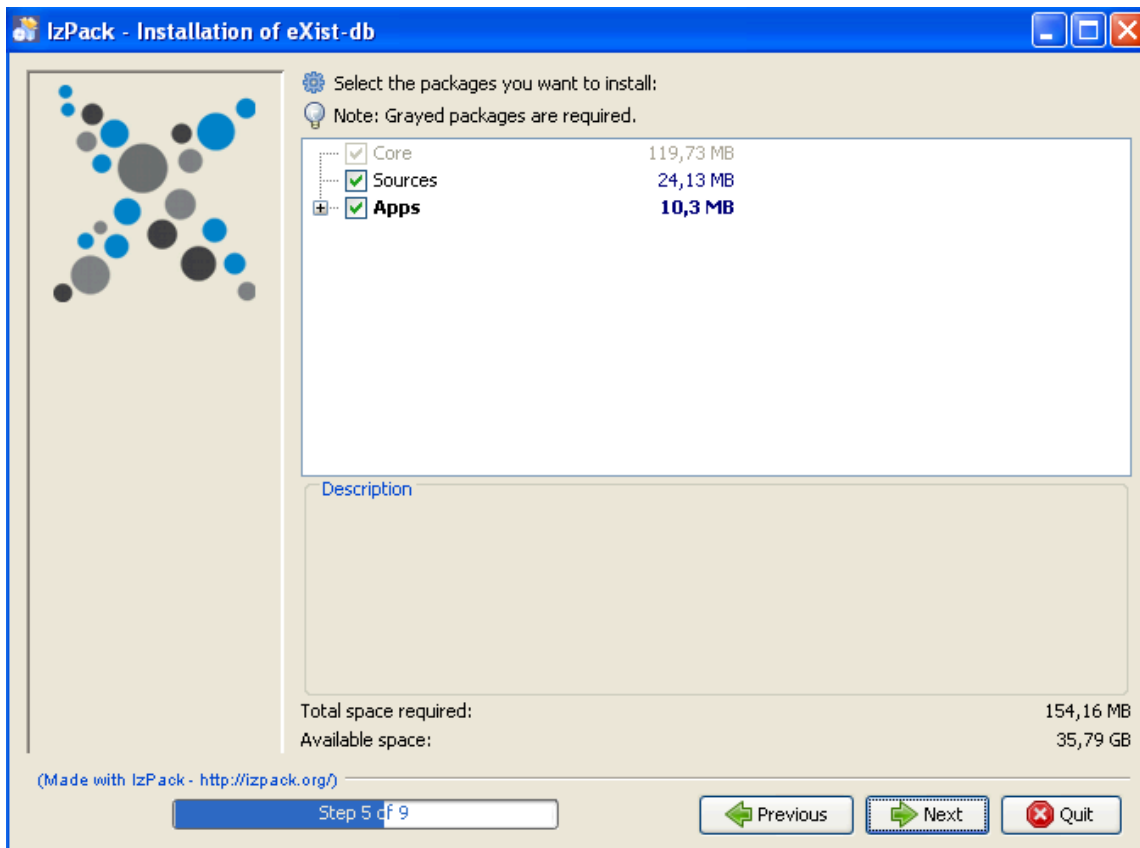 IzPack - Installation of eXist-db
Select the packages you want to install:
Note: Grayed packages are required.
Core 119,73 MB
Sources 24,13 MB
Apps 10,3 MB
Description
Total space required: 154,16 MB
Available space: 35,79 GB
(Made with IzPack - http://izpack.org/)
Step 5 of 9 Previous Next Quit